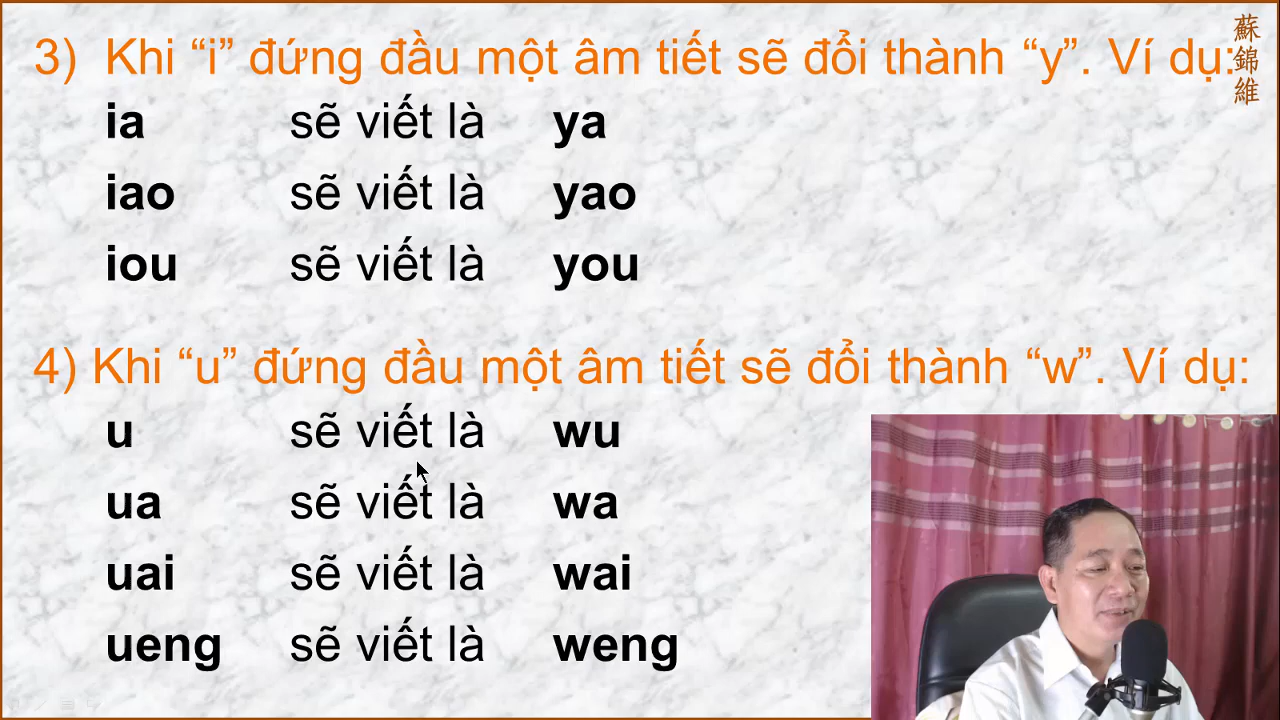 3) Khi “i” đứng đầu một âm tiết sẽ đổi thành “y”. Ví dụ:
ia sẽ viết là ya
iao sẽ viết là yao
iou sẽ viết là you
4) Khi “u” đứng đầu một âm tiết sẽ đổi thành “w”. Ví dụ:
u sẽ viết là wu
ua sẽ viết là wa
uai sẽ viết là wai
ueng sẽ viết là weng
蘇錦維